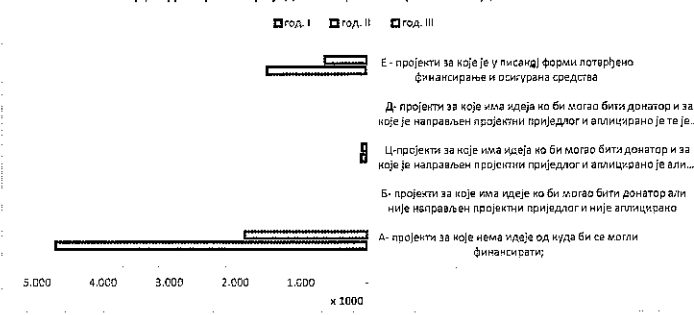 год. I год. II год. III
Е - пројекти за које је у писаној форми потврђено
финансирање и осигурана средства
Д- пројекти за које има идеја ко би могао бити донатор и за
које је направљен пројектни приједлог и аплицирано је те је...
Ц-пројекти за које има идеја ко би могао бити донатор и за
које је направљен пројектни приједлог и аплицирано је али...
Б- пројекти за које има идеје ко би могао бити донатор али
није направљен пројектни приједлог и није аплицирано
А- пројекти за које нема идеје од куда би се могли
финансирати;
5.000 4.000 3.000 2.000 1.000 -
x 1000